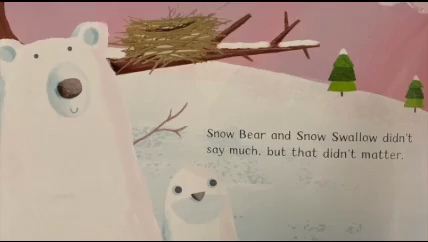 Snow Bear and Snow Swallow didn't
say much, but that didn't matter.